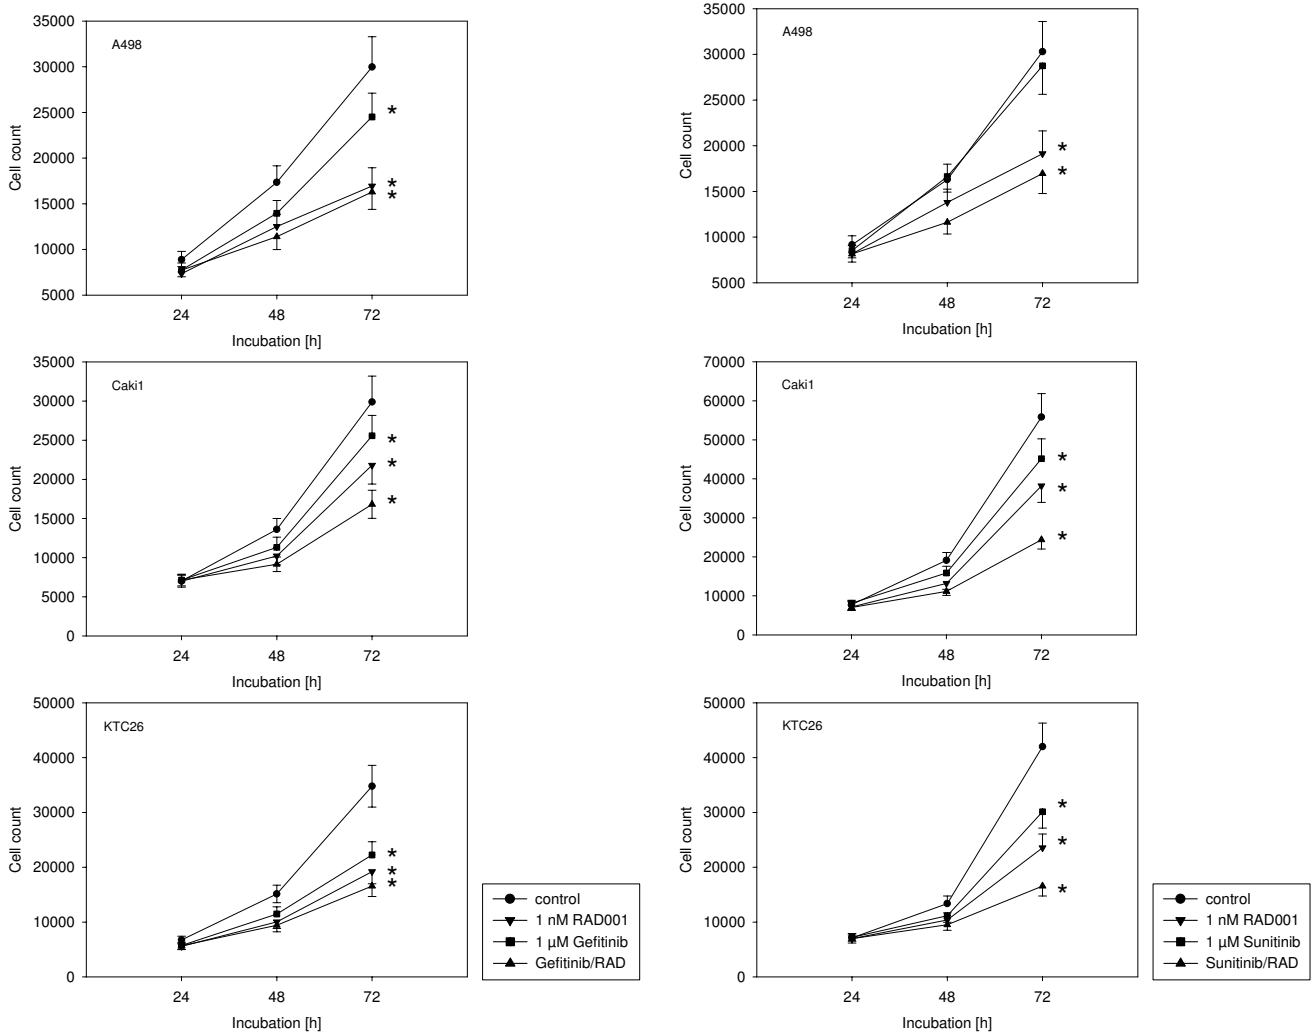 A498
Cell count
35000
30000
25000
20000
15000
10000
5000
24 48 72
Incubation [h]
*
*
*
A498
Cell count
35000
30000
25000
20000
15000
10000
5000
24 48 72
Incubation [h]
*
*
Caki1
Cell count
35000
30000
25000
20000
15000
10000
5000
0
24 48 72
Incubation [h]
*
*
*
Caki1
Cell count
70000
60000
50000
40000
30000
20000
10000
0
24 48 72
Incubation [h]
*
*
*
KTC26
Cell count
50000
40000
30000
20000
10000
0
24 48 72
Incubation [h]
*
*
*
control
1 nM RAD001
1 µM Gefitinib
Gefitinib/RAD
KTC26
Cell count
50000
40000
30000
20000
10000
0
24 48 72
Incubation [h]
*
*
*
control
1 nM RAD001
1 µM Sunitinib
Sunitinib/RAD